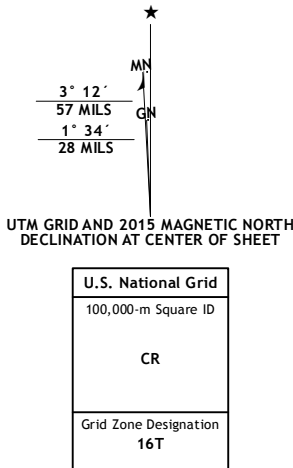 ★
MN
3° 12´
57 MILS
GN
1° 34´
28 MILS
UTM GRID AND 2015 MAGNETIC NORTH
DECLINATION AT CENTER OF SHEET
U.S. National Grid
100,000-m Square ID
CR
Grid Zone Designation
16T